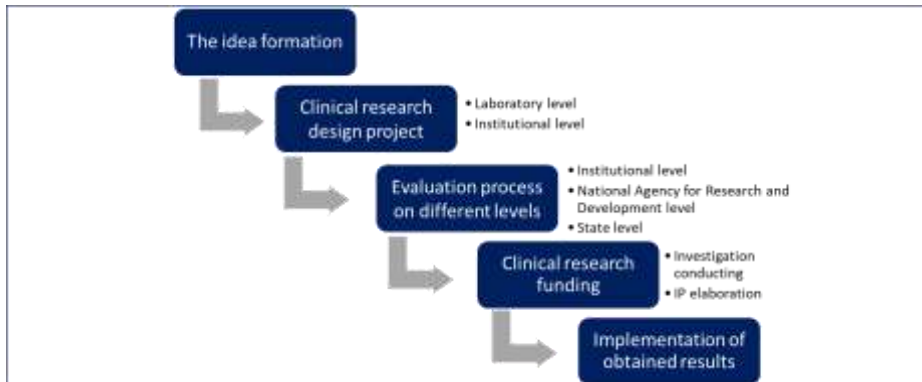 The idea formation
Clinical research
design project
• Laboratory level
• Institutional level
Evaluation process
on different levels
• Institutional level
• National Agency for Research and
Development level
• State level
Clinical research
funding
• Investigation
conducting
• IP elaboration
Implementation of
obtained results